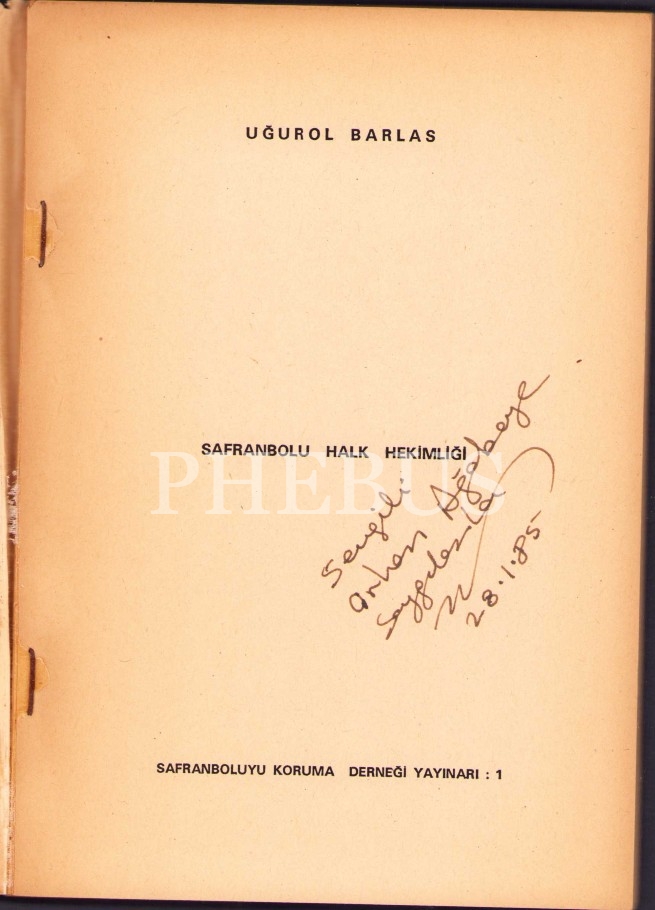 UĞUROL BARLAS
SAFRANBOLU HALK HEKİMLİĞİ
PHEBUS
Sevgili
Orhan Ağabeye
Saygılarımla
28.1.85
SAFRANBOLUYU KORUMA DERNEĞİ YAYINARI : 1